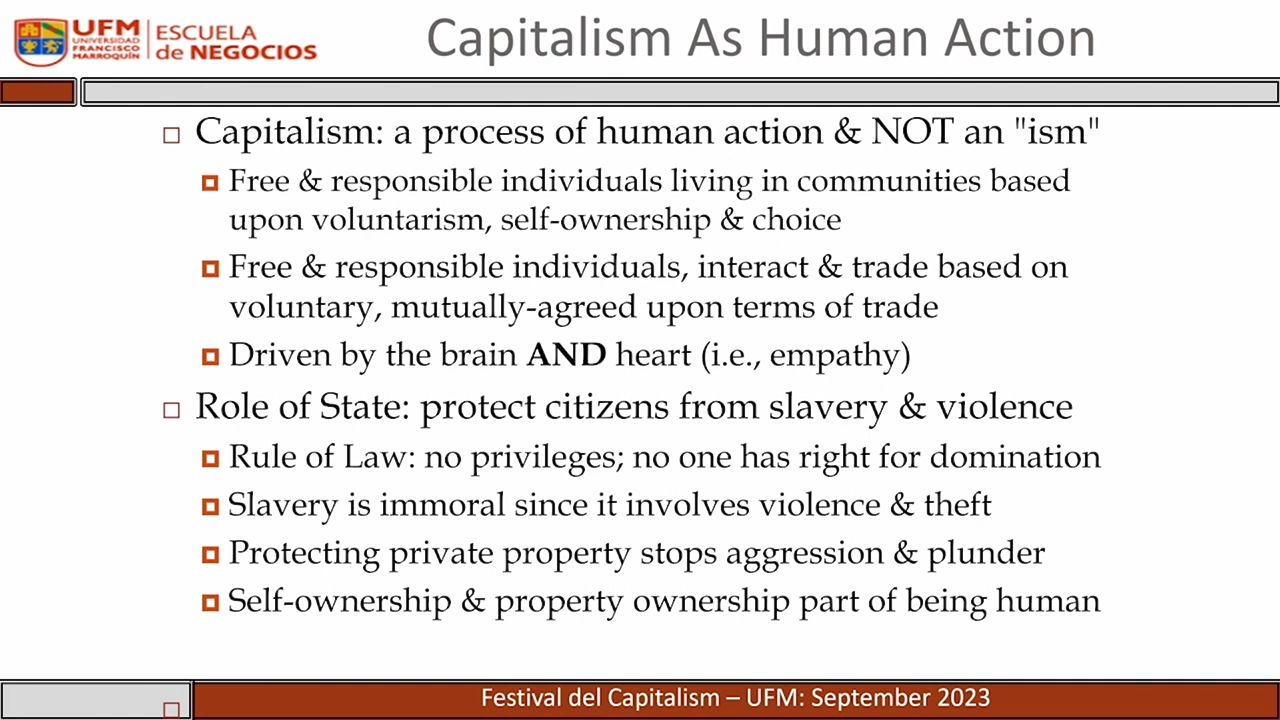 UFM
UNIVERSIDAD
FRANCISCO
MARROQUÍN
ESCUELA
de NEGOCIOS
Capitalism As Human Action
Capitalism: a process of human action & NOT an "ism"
Free & responsible individuals living in communities based
upon voluntarism, self-ownership & choice
Free & responsible individuals, interact & trade based on
voluntary, mutually-agreed upon terms of trade
Driven by the brain AND heart (i.e., empathy)
Role of State: protect citizens from slavery & violence
Rule of Law: no privileges; no one has right for domination
Slavery is immoral since it involves violence & theft
Protecting private property stops aggression & plunder
Self-ownership & property ownership part of being human
Festival del Capitalism – UFM: September 2023